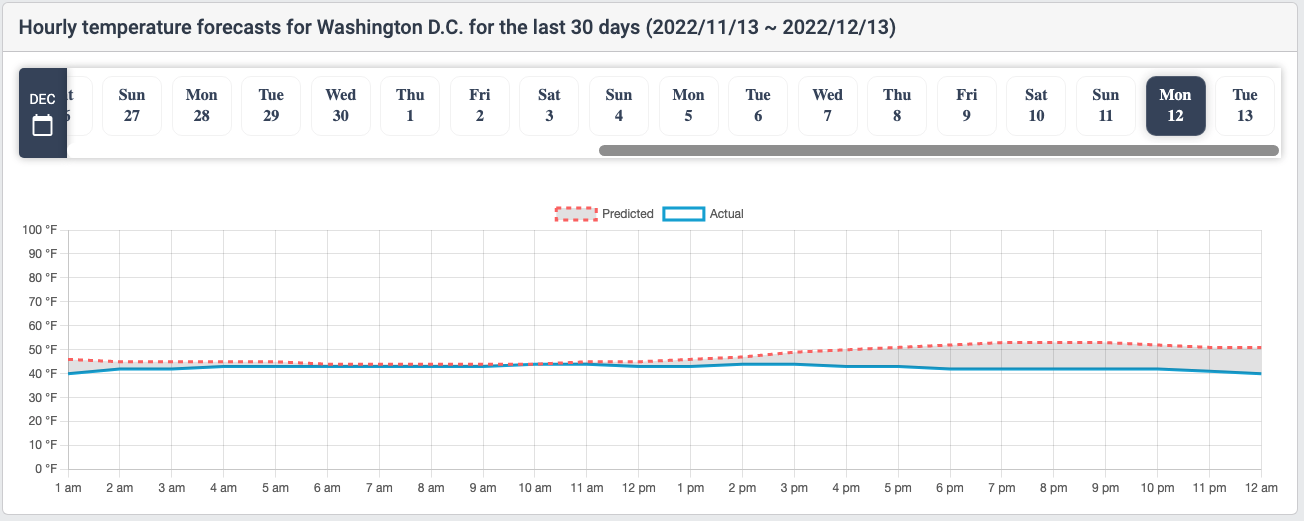 Hourly temperature forecasts for Washington D.C. for the last 30 days (2022/11/13 ~ 2022/12/13)
DEC
Sun Mon Tue Wed Thu Fri Sat Sun Mon Tue Wed Thu Fri Sat Sun Mon Tue
27 28 29 30 1 2 3 4 5 6 7 8 9 10 11 12 13
Predicted Actual
100 °F
90 °F
80 °F
70 °F
60 °F
50 °F
40 °F
30 °F
20 °F
10 °F
0 °F
1 am 2 am 3 am 4 am 5 am 6 am 7 am 8 am 9 am 10 am 11 am 12 pm 1 pm 2 pm 3 pm 4 pm 5 pm 6 pm 7 pm 8 pm 9 pm 10 pm 11 pm 12 am